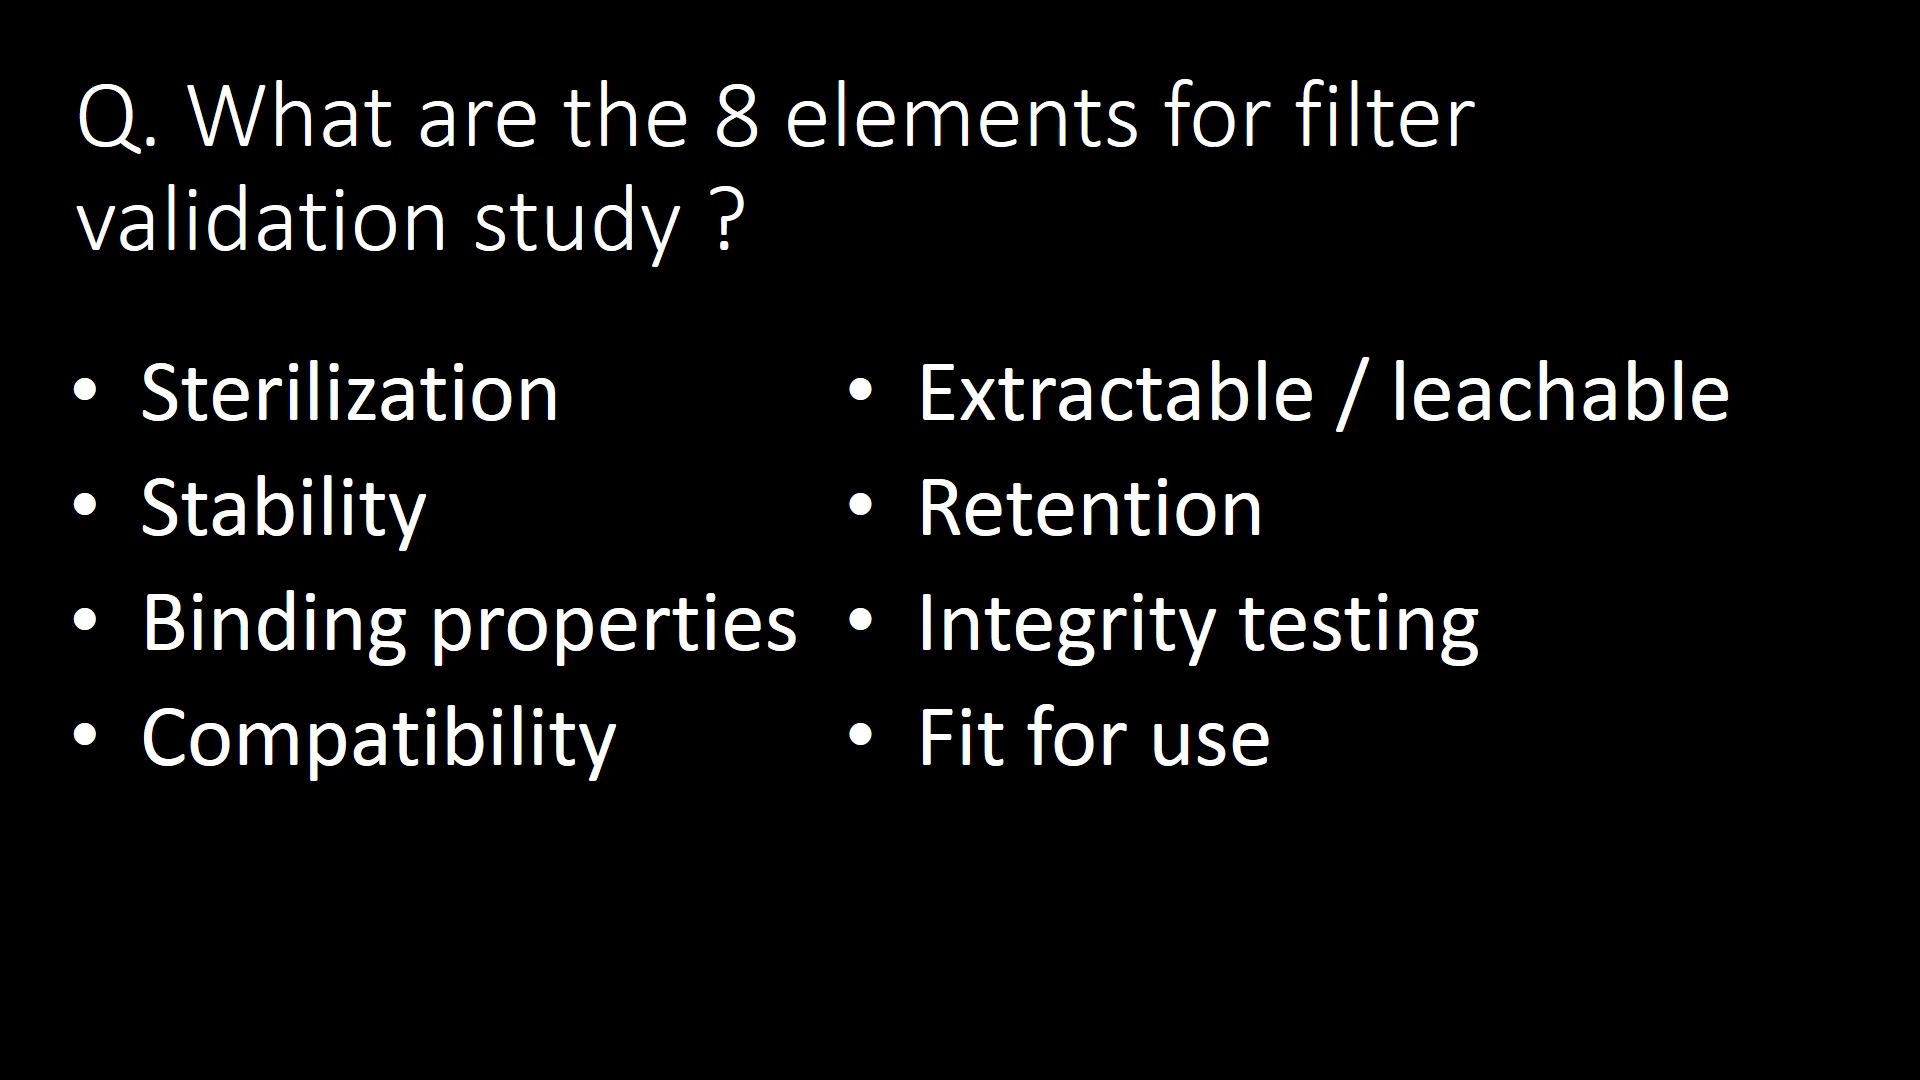 Q. What are the 8 elements for filter
validation study ?
• Sterilization
• Stability
• Binding properties
• Compatibility
• Extractable / leachable
• Retention
• Integrity testing
• Fit for use